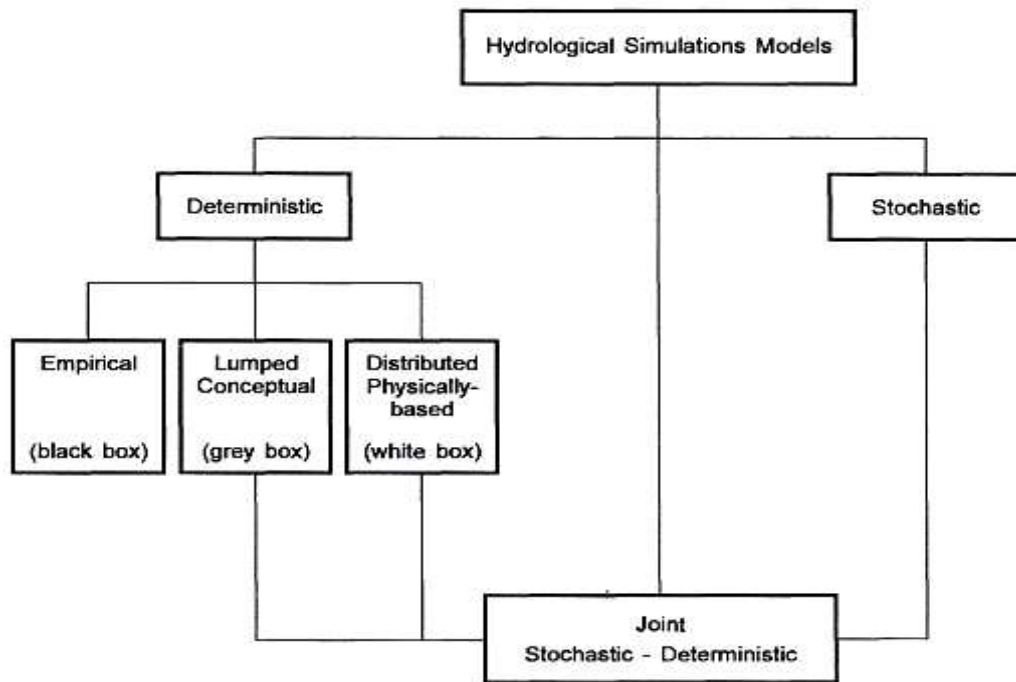 Hydrological Simulations Models
Deterministic
Stochastic
Empirical
(black box)
Lumped
Conceptual
(grey box)
Distributed
Physically-
based
(white box)
Joint
Stochastic - Deterministic